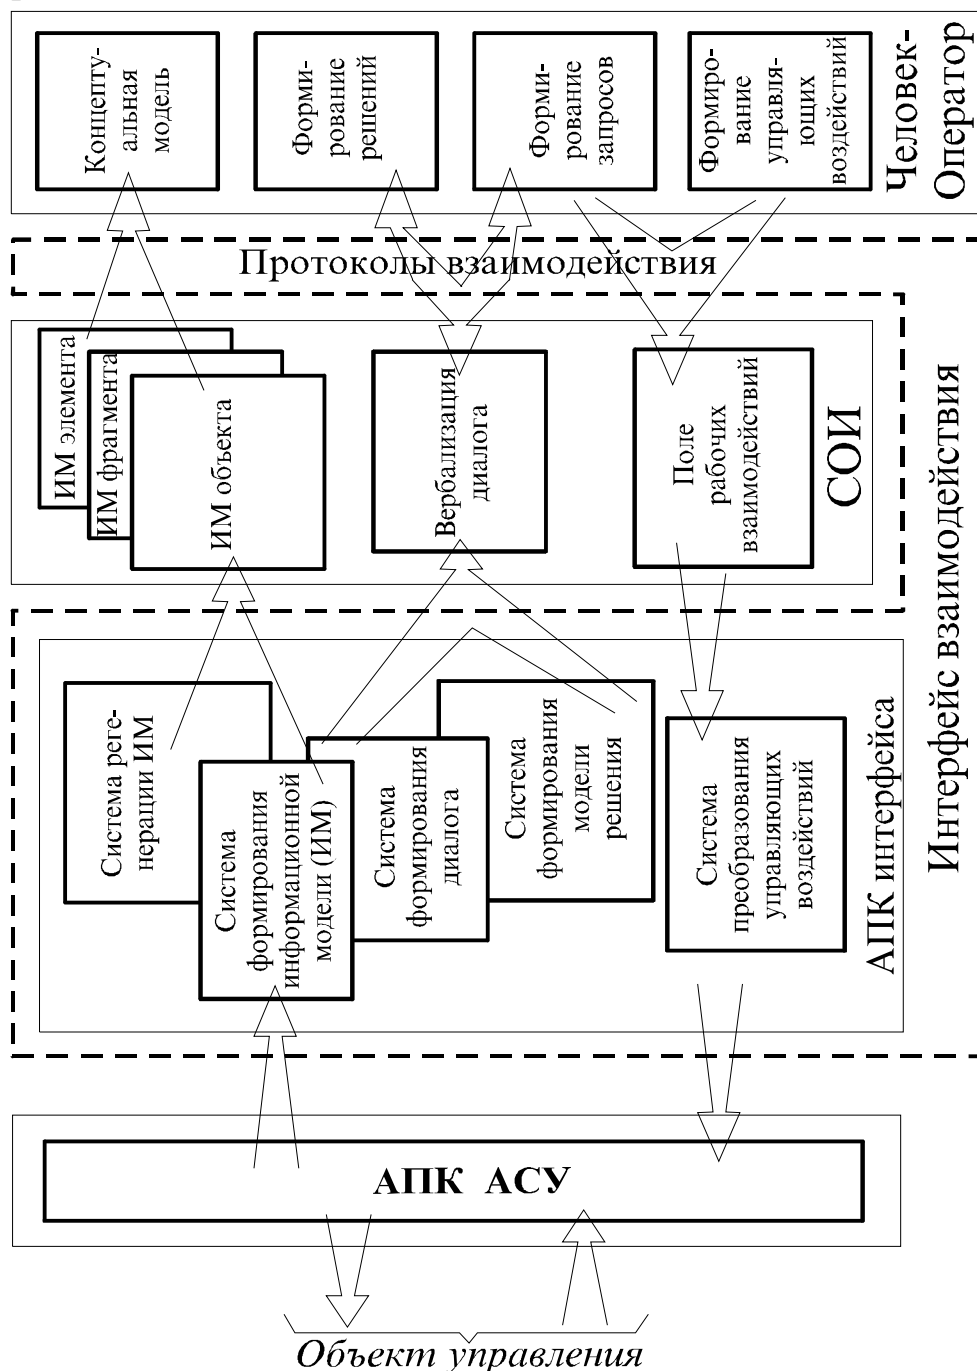 Концепту-
альная
модель
Форми-
рование
решений
Форми-
рование
запросов
Формиро-
вание
управля-
ющих
воздействий
Человек-
Оператор
Протоколы взаимодействия
ИМ элемента
ИМ фрагмента
ИМ объекта
Вербализация
диалога
Поле
рабочих
взаимодействий
СОИ
Интерфейс взаимодействия
Система реге-
нерации ИМ
Система
формирования
информационной
модели (ИМ)
Система
формирования
диалога
Система
формирования
модели
решения
Система
преобразования
управляющих
воздействий
АПК интерфейса
АПК АСУ
Объект управления